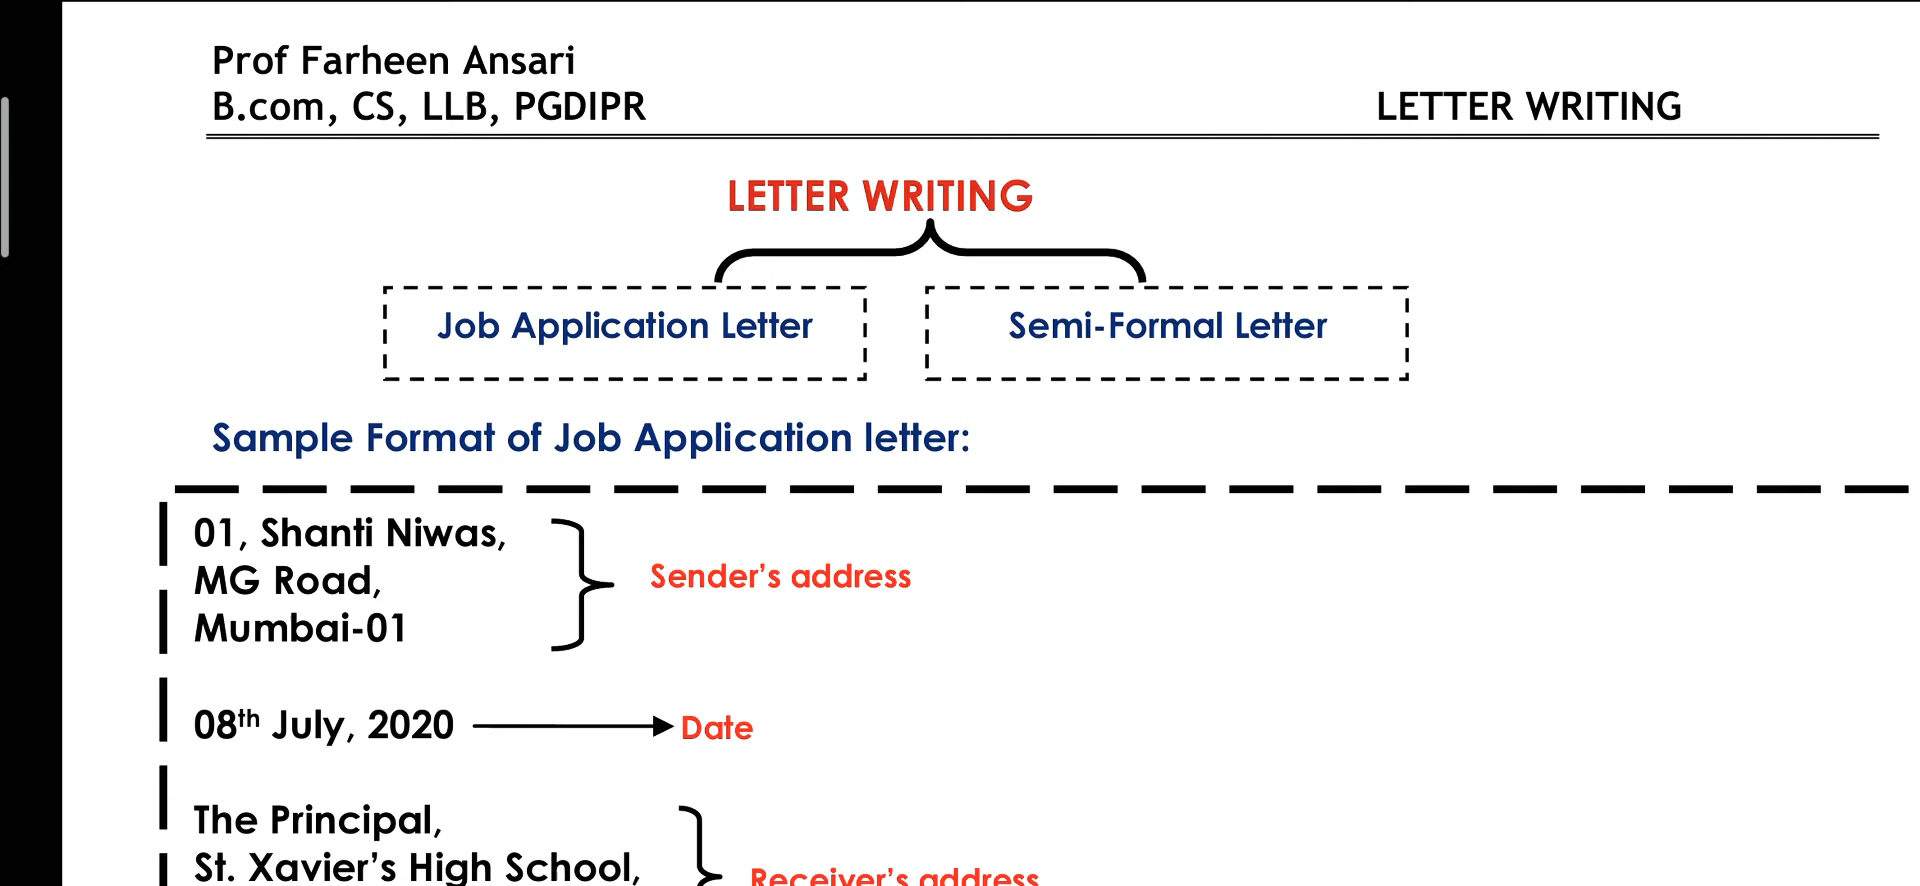 Prof Farheen Ansari
B.com, CS, LLB, PGDIPR
LETTER WRITING
LETTER WRITING
Job Application Letter
Semi-Formal Letter
Sample Format of Job Application letter:
01, Shanti Niwas,
MG Road,
Mumbai-01
Sender’s address
08th July, 2020
Date
The Principal,
St. Xavier’s High School,
Receiver’s address